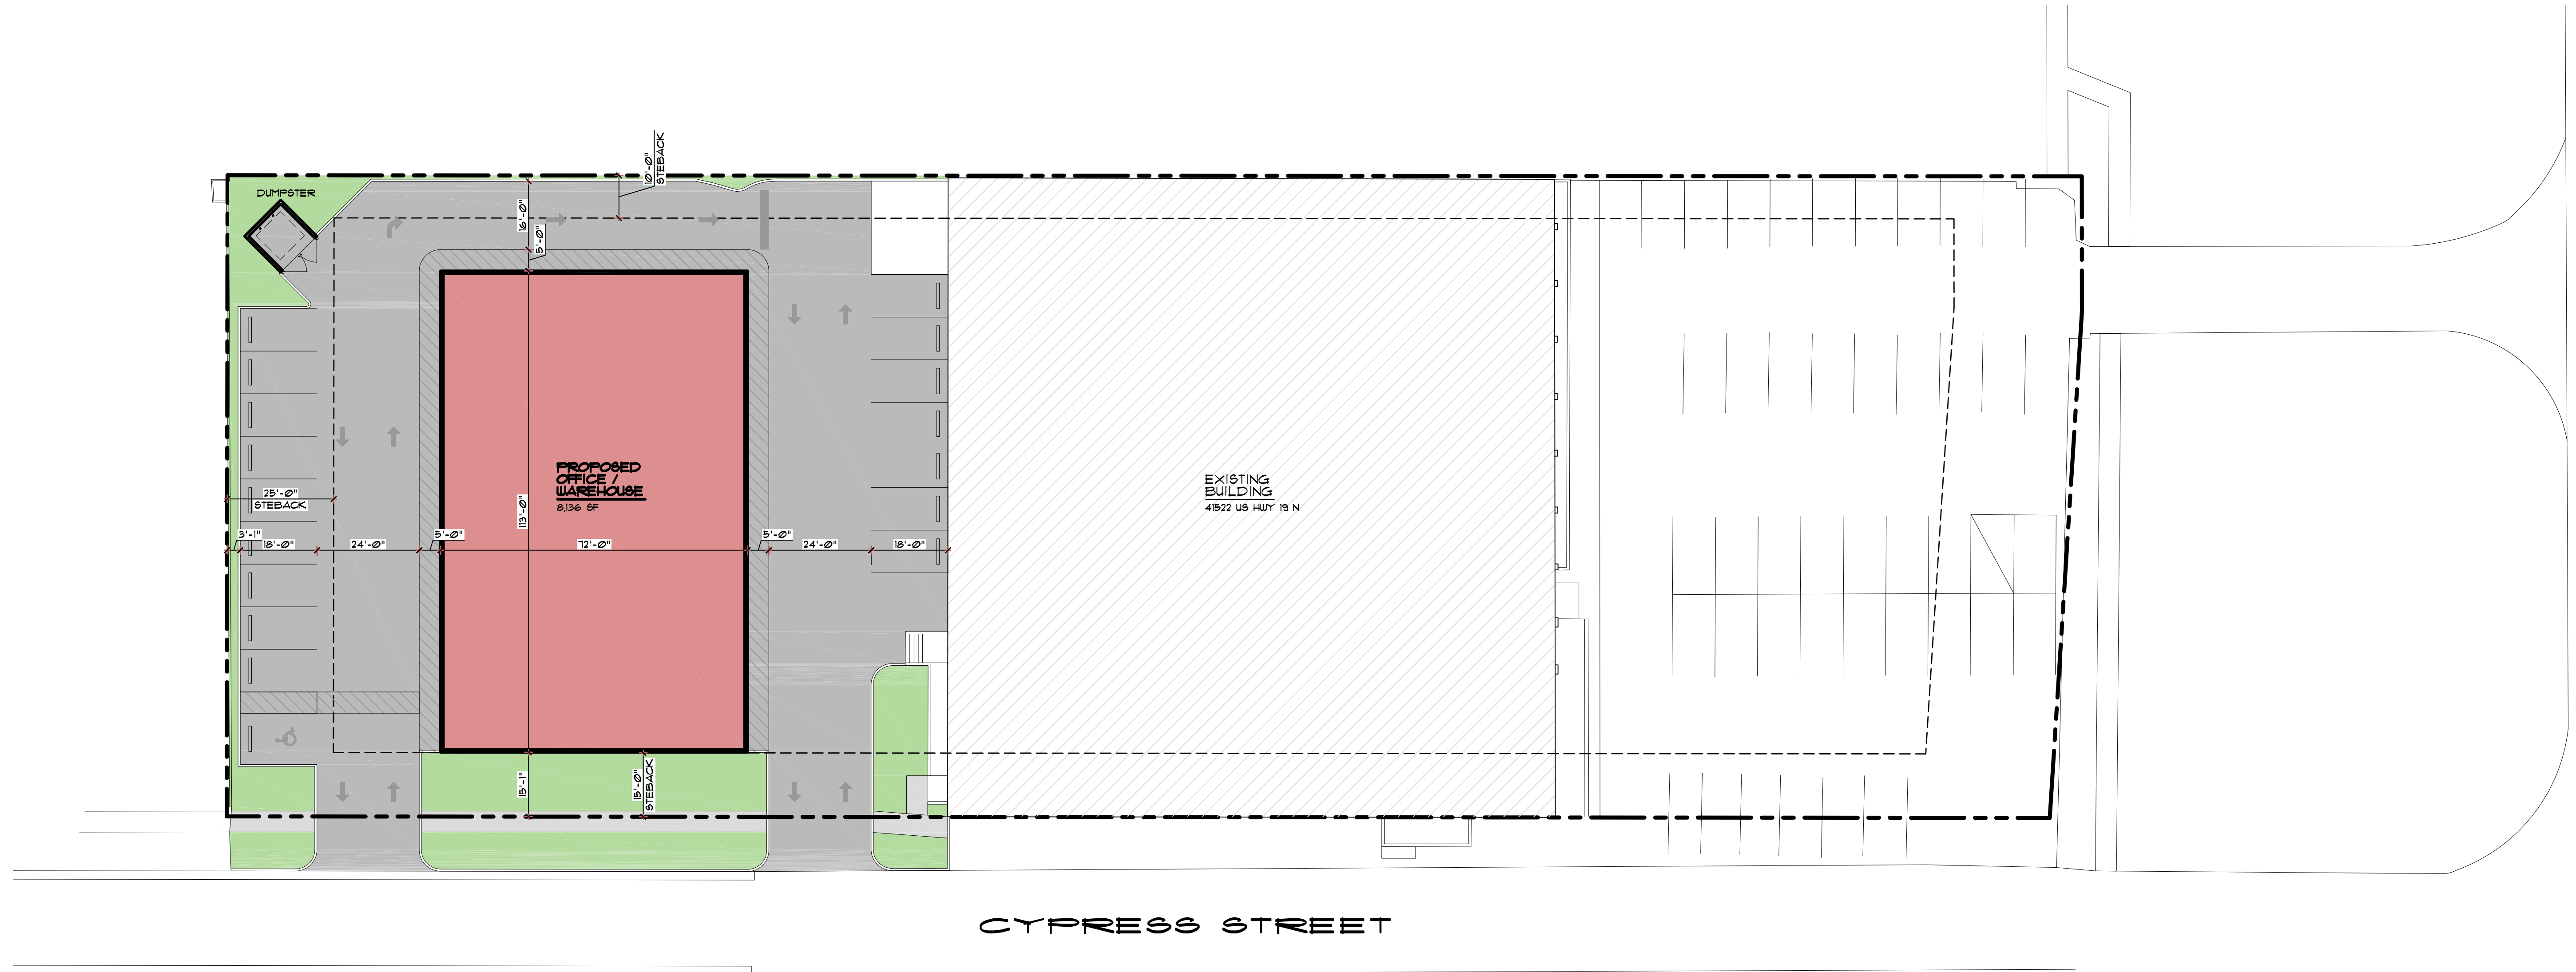 10'-0"
STEBACK
DUMPSTER
16'-0"
5'-0"
PROPOSED
OFFICE /
WAREHOUSE
8,136 SF
EXISTING
BUILDING
41522 US HWY 19 N
25'-0"
STEBACK
113'-0"
3'-1"
18'-0"
24'-0"
5'-0"
72'-0"
5'-0"
24'-0"
18'-0"
15'-1"
15'-0"
STEBACK
CYPRESS STREET